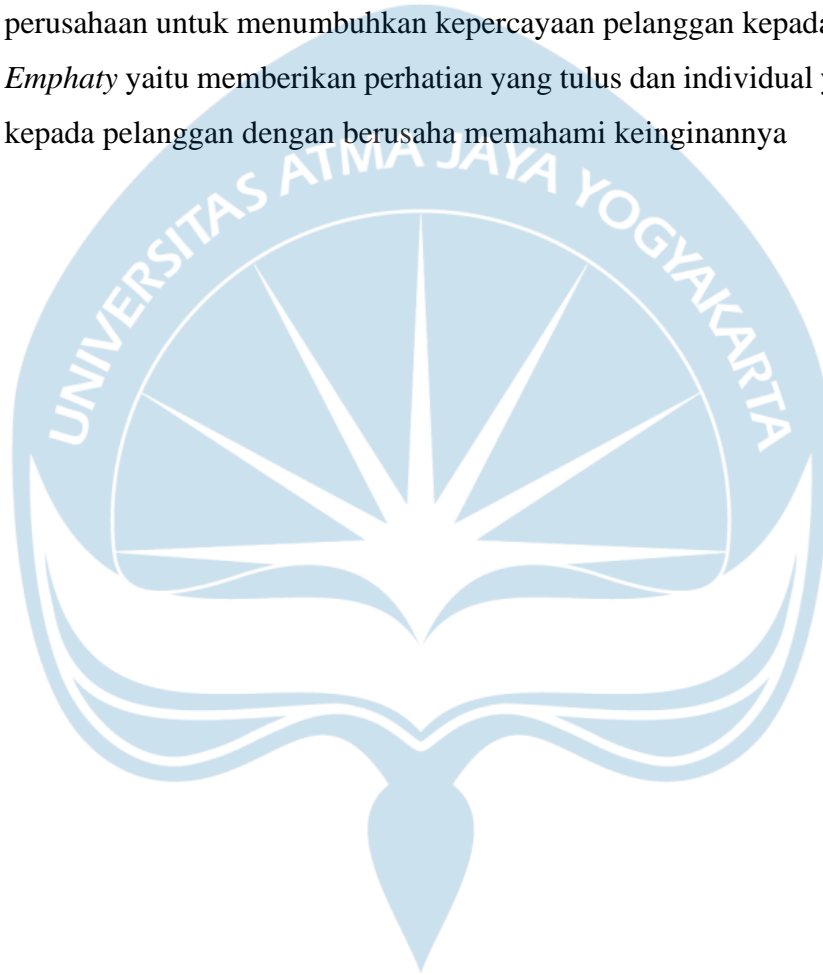 perusahaan untuk menumbuhkan kepercayaan pelanggan kepada
Emphaty yaitu memberikan perhatian yang tulus dan individual
kepada pelanggan dengan berusaha memahami keinginannya
UNIVERSITAS ATMA JAYA YOGYAKARTA